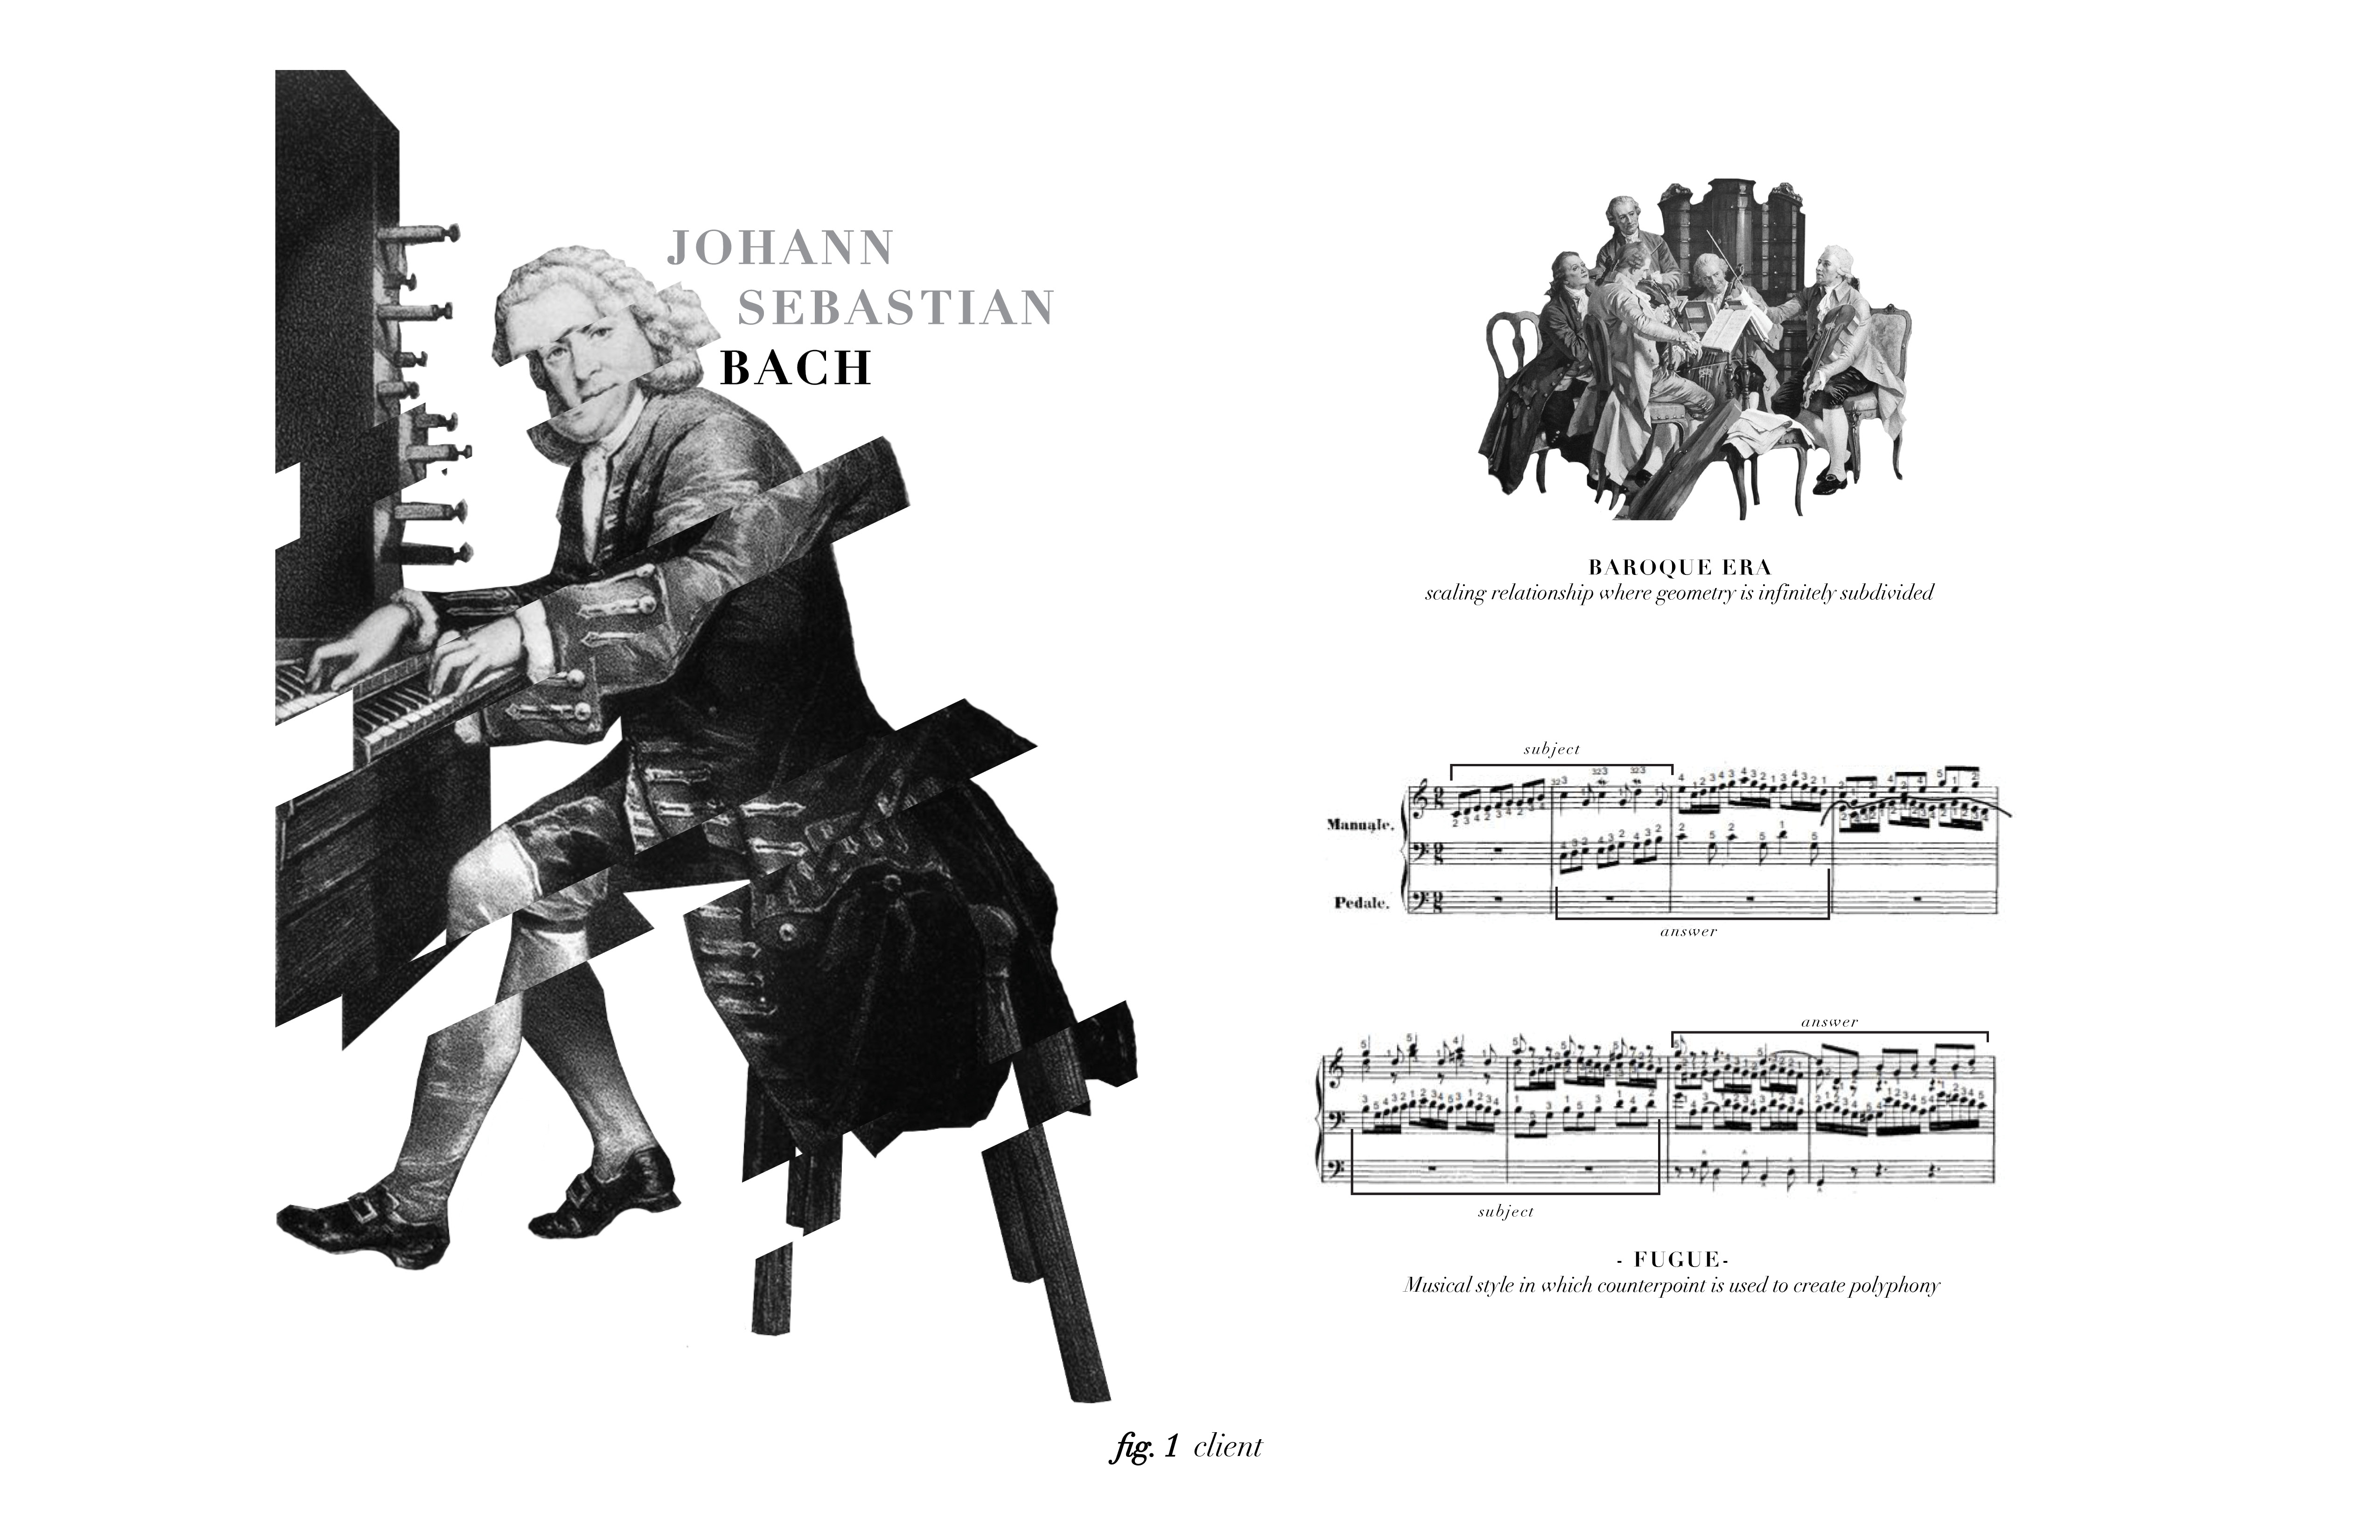 JOHANN
SEBASTIAN
BACH
BAROQUE ERA
scaling relationship where geometry is infinitely subdivided
subject
Manuale.
Pedale.
answer
answer
subject
- FUGUE-
Musical style in which counterpoint is used to create polyphony
fig. 1 client